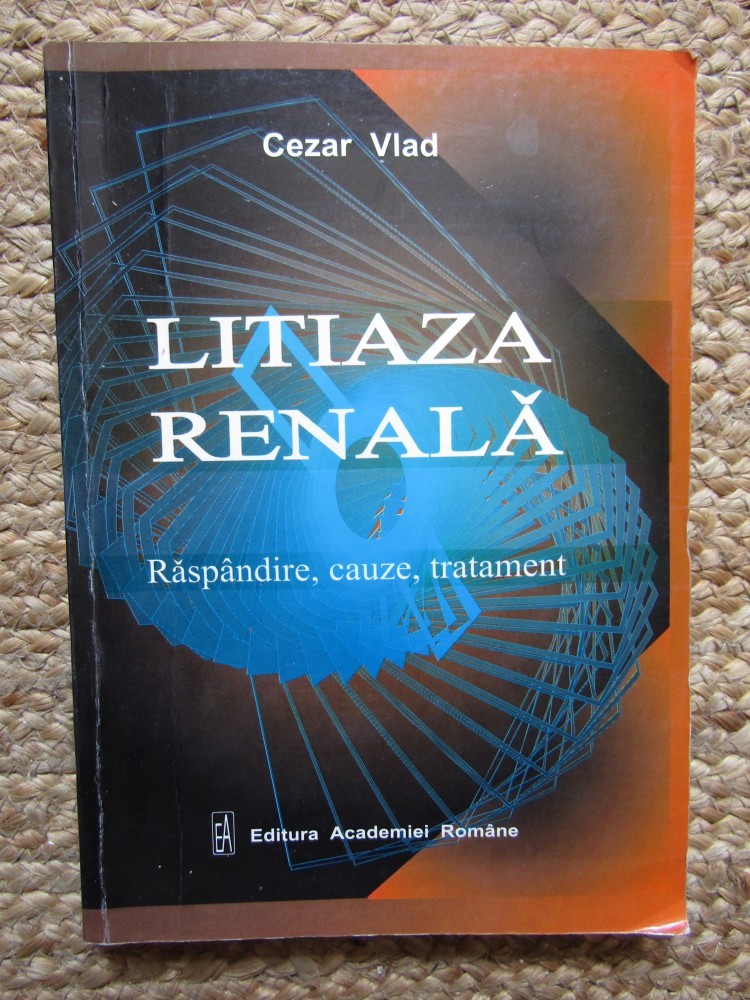 Cezar Vlad
LITIAZA
RENALĂ
Răspândire, cauze, tratament
EA
Editura Academiei Române